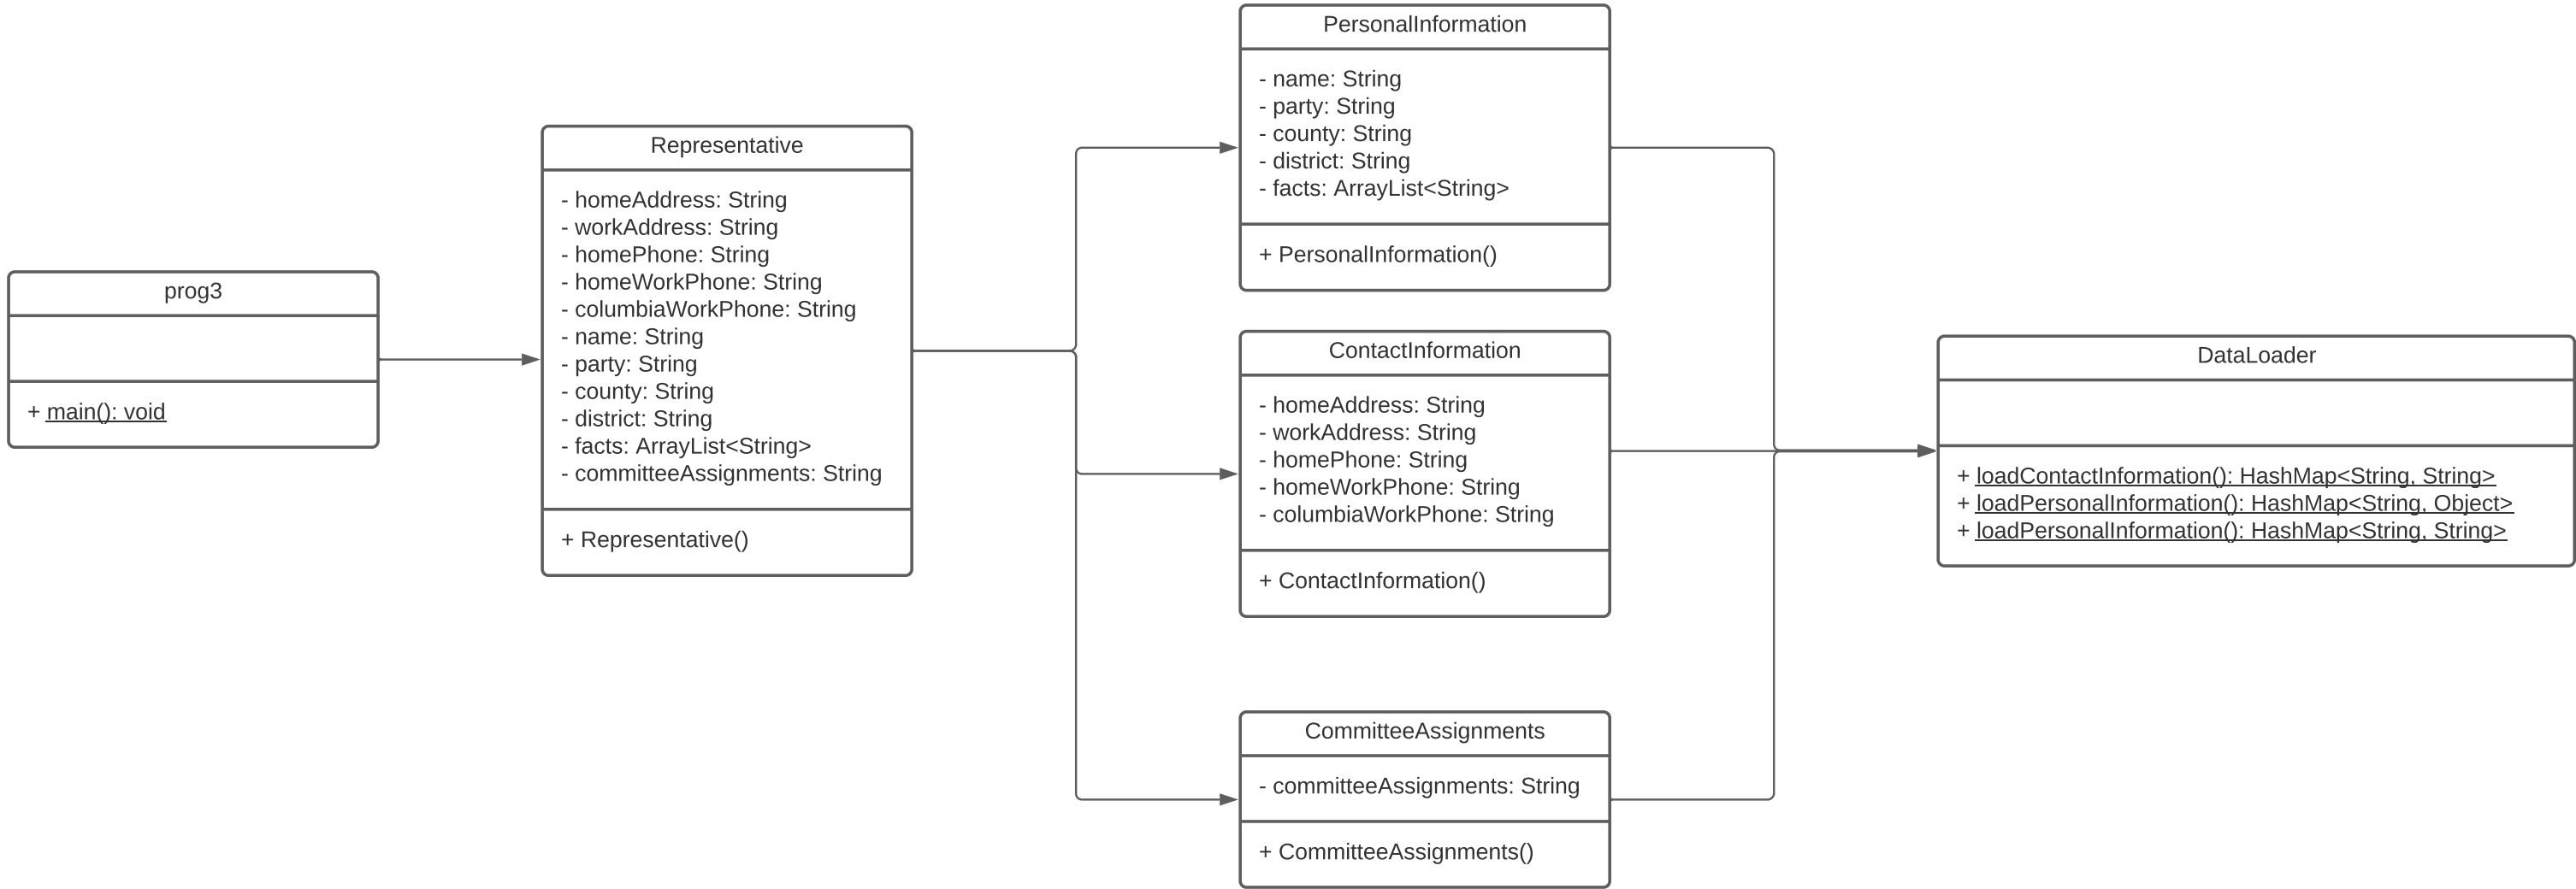 prog3
+ main(): void
Representative
- homeAddress: String
- workAddress: String
- homePhone: String
- homeWorkPhone: String
- columbiaWorkPhone: String
- name: String
- party: String
- county: String
- district: String
- facts: ArrayList<String>
- committeeAssignments: String
+ Representative()
PersonalInformation
- name: String
- party: String
- county: String
- district: String
- facts: ArrayList<String>
+ PersonalInformation()
ContactInformation
- homeAddress: String
- workAddress: String
- homePhone: String
- homeWorkPhone: String
- columbiaWorkPhone: String
+ ContactInformation()
CommitteeAssignments
- committeeAssignments: String
+ CommitteeAssignments()
DataLoader
+ loadContactInformation(): HashMap<String, String>
+ loadPersonalInformation(): HashMap<String, Object>
+ loadPersonalInformation(): HashMap<String, String>